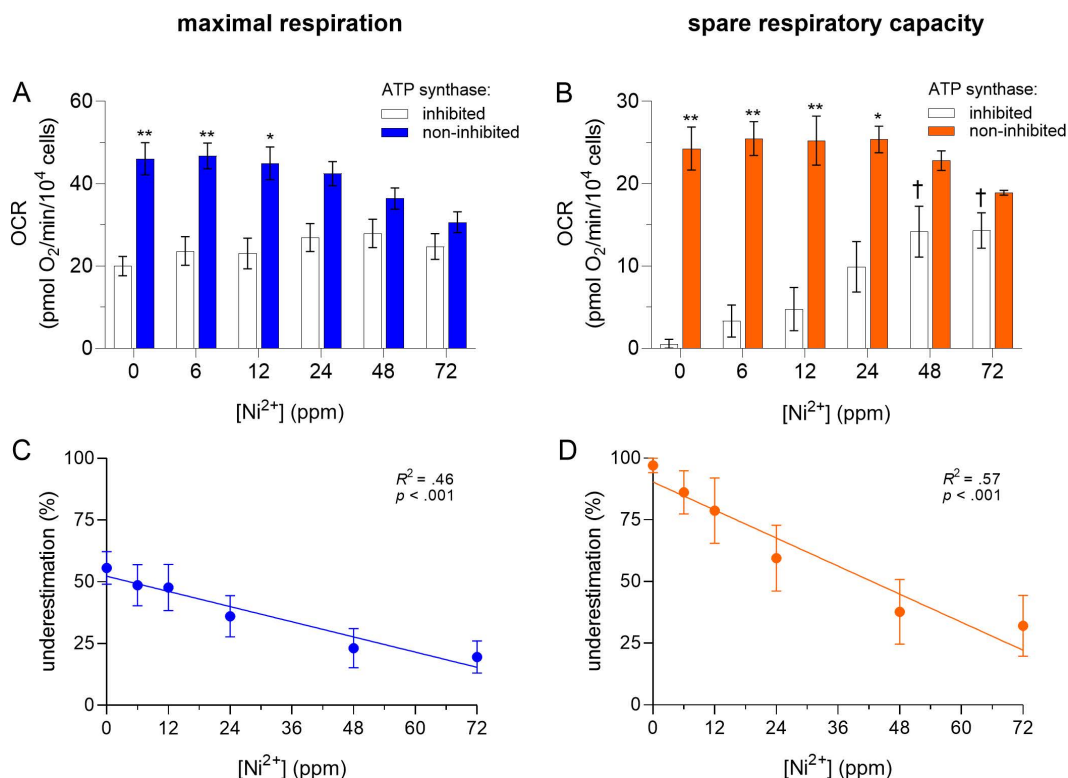 maximal respiration
spare respiratory capacity
A
ATP synthase:
inhibited
non-inhibited
OCR
(pmol O₂/min/10⁴ cells)
60
40
20
0
** ** *
0 6 12 24 48 72
[Ni²⁺] (ppm)
B
ATP synthase:
inhibited
non-inhibited
OCR
(pmol O₂/min/10⁴ cells)
30
20
10
0
** ** ** *
† †
0 6 12 24 48 72
[Ni²⁺] (ppm)
C
underestimation (%)
100
75
50
25
0
R² = .46
p < .001
0 12 24 36 48 60 72
[Ni²⁺] (ppm)
D
underestimation (%)
100
75
50
25
0
R² = .57
p < .001
0 12 24 36 48 60 72
[Ni²⁺] (ppm)